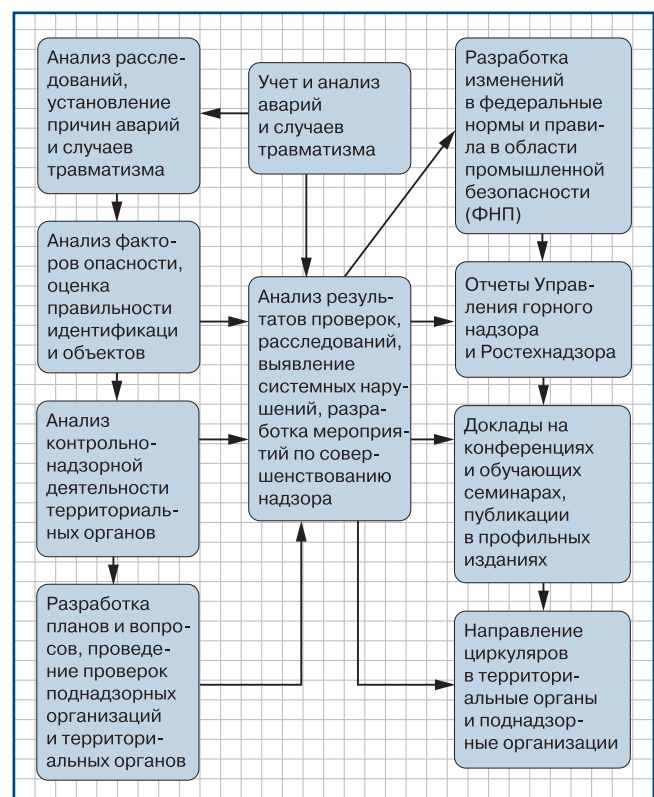 Анализ рассле-
дований,
установление
причин аварий
и случаев
травматизма
Учет и анализ
аварий
и случаев
травматизма
Разработка
изменений
в федеральные
нормы и прави-
ла в области
промышленной
безопасности
(ФНП)
Анализ факто-
ров опасности,
оценка
правильности
идентификаци
и объектов
Анализ резуль-
татов проверок,
расследований,
выявление
системных нару-
шений, разра-
ботка мероприя-
тий по совер-
шенствованию
надзора
Отчеты Управ-
ления горного
надзора
и Ростехнадзора
Анализ
контрольно-
надзорной
деятельности
территориаль-
ных органов
Доклады на
конференциях
и обучающих
семинарах,
публикации
в профильных
изданиях
Разработка
планов и вопро-
сов, проведе-
ние проверок
поднадзорных
организаций
и территори-
альных органов
Направление
циркуляров
в территори-
альные органы
и поднадзор-
ные организации